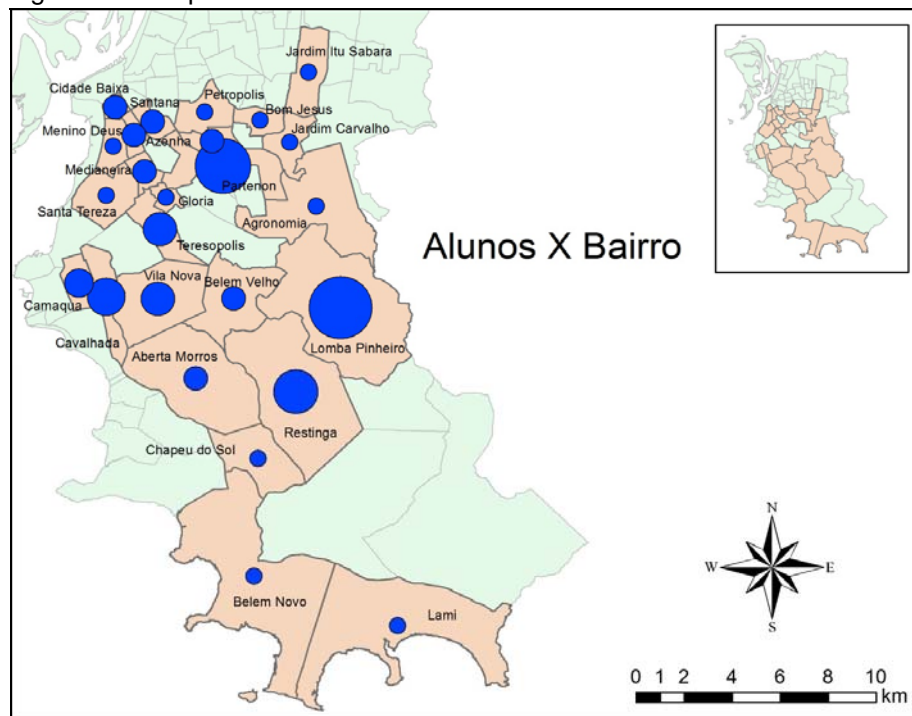 Jardim Itu Sabara
Cidade Baixa
Santana
Petropolis
Bom Jesus
Menino Deus
Azenha
Jardim Carvalho
Medianeira
Partenon
Santa Tereza
Gloria
Agronomia
Teresopolis
Alunos X Bairro
Vila Nova
Belem Velho
Camaqua
Cavalhada
Lomba Pinheiro
Aberta Morros
Restinga
Chapeu do Sol
N
W
E
S
Belem Novo
Lami
0 1 2 4 6 8 10
km